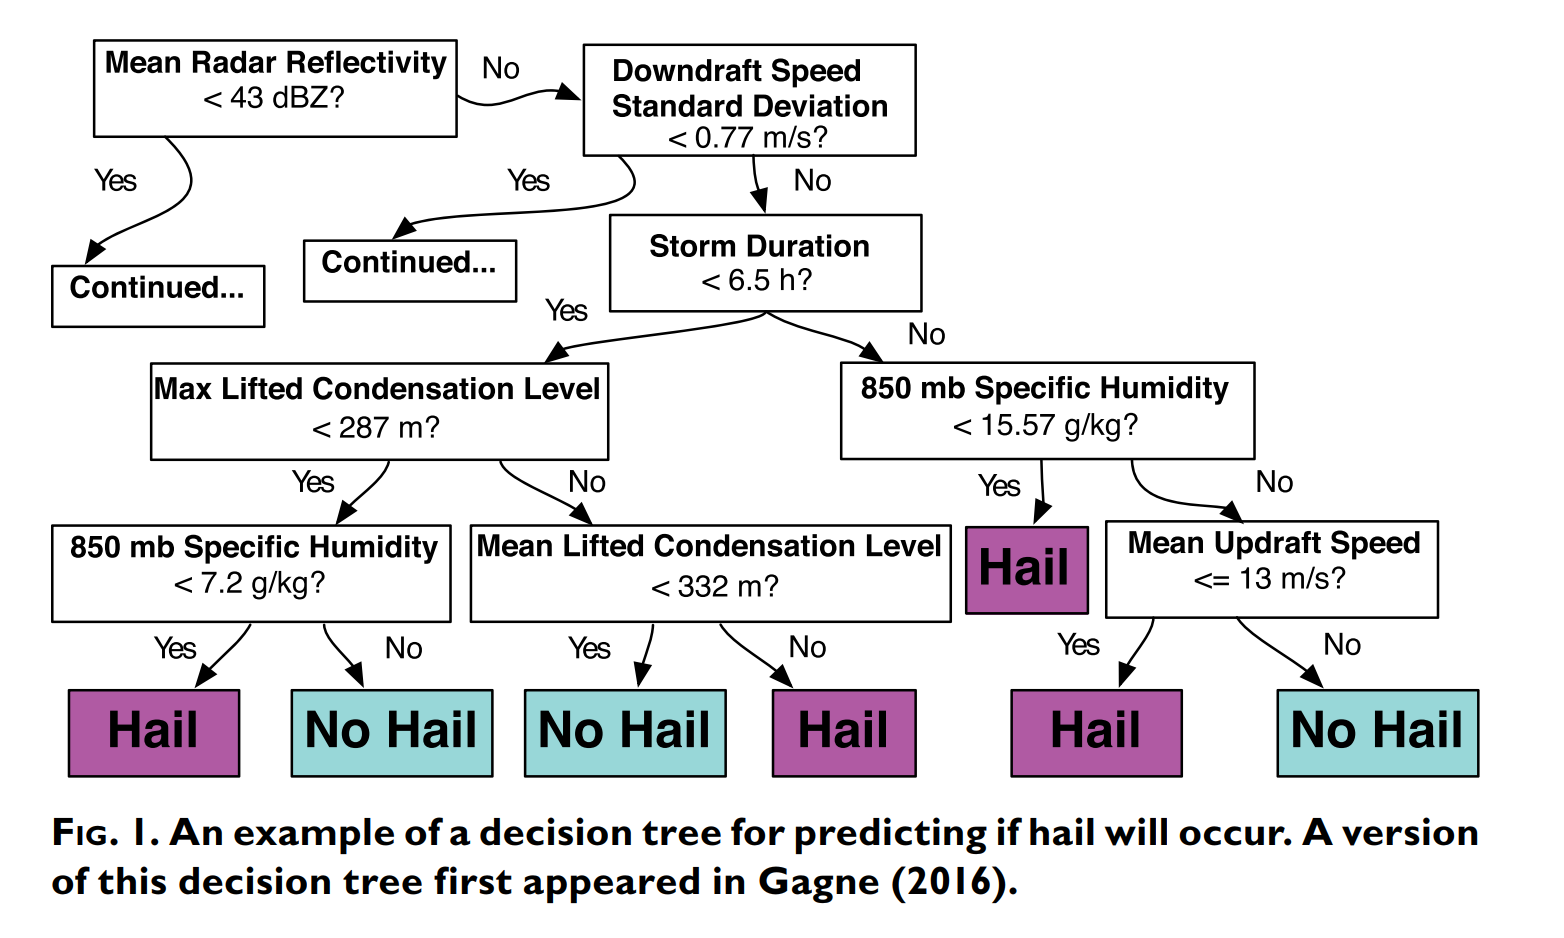 Mean Radar Reflectivity
< 43 dBZ?
No
Downdraft Speed
Standard Deviation
< 0.77 m/s?
Yes
Yes
No
Continued...
Continued...
Storm Duration
< 6.5 h?
Yes
No
Max Lifted Condensation Level
< 287 m?
850 mb Specific Humidity
< 15.57 g/kg?
Yes
No
Yes
No
850 mb Specific Humidity
< 7.2 g/kg?
Mean Lifted Condensation Level
< 332 m?
Hail
Mean Updraft Speed
<= 13 m/s?
Yes
No
Yes
No
Yes
No
Hail
No Hail
No Hail
Hail
Hail
No Hail
FIG. 1. An example of a decision tree for predicting if hail will occur. A version
of this decision tree first appeared in Gagne (2016).